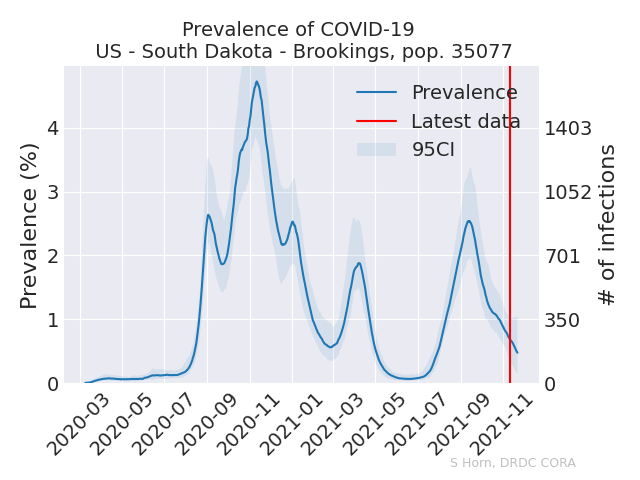 Prevalence of COVID-19
US - South Dakota - Brookings, pop. 35077
Prevalence
Latest data
95CI
Prevalence (%)
4
3
2
1
0
1403
1052
701
350
0
# of infections
2020-03
2020-05
2020-07
2020-09
2020-11
2021-01
2021-03
2021-05
2021-07
2021-09
2021-11
S Horn, DRDC CORA